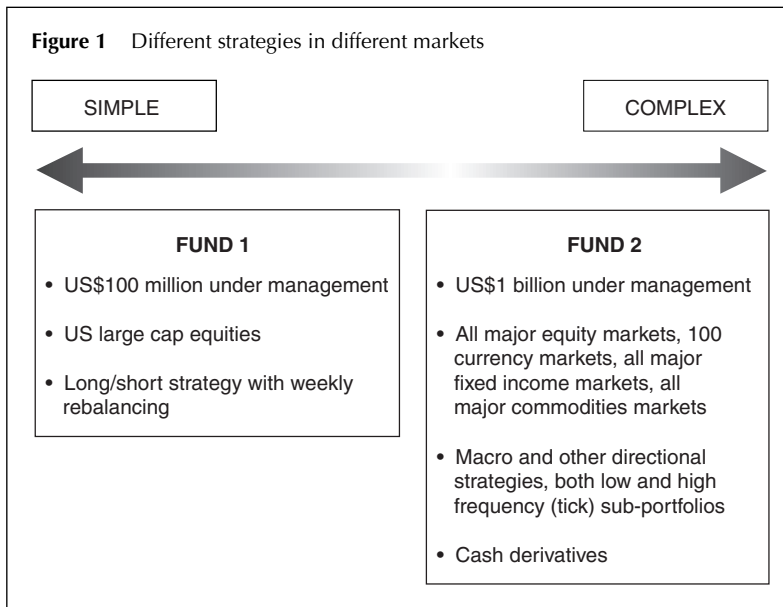 Figure 1 Different strategies in different markets
SIMPLE
COMPLEX
FUND 1
• US$100 million under management
• US large cap equities
• Long/short strategy with weekly
rebalancing
FUND 2
• US$1 billion under management
• All major equity markets, 100
currency markets, all major
fixed income markets, all
major commodities markets
• Macro and other directional
strategies, both low and high
frequency (tick) sub-portfolios
• Cash derivatives